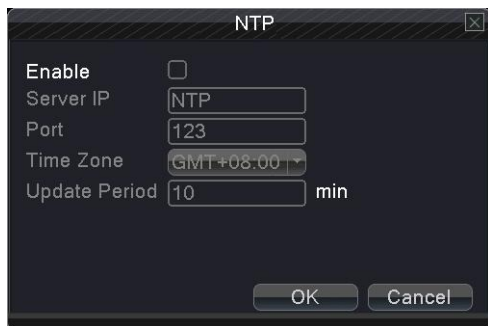 NTP
Enable
Server IP NTP
Port 123
Time Zone GMT+08:00
Update Period 10 min
OK Cancel